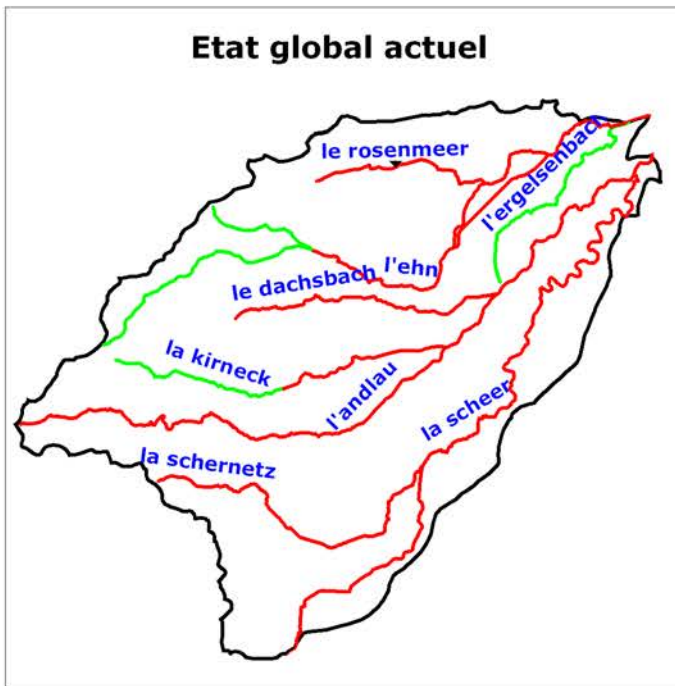 Etat global actuel
le rosenmeer
l'ergelsenbach
l'ehn
le dachsbach
la kirneck
l'andlau
la scheer
la schernetz